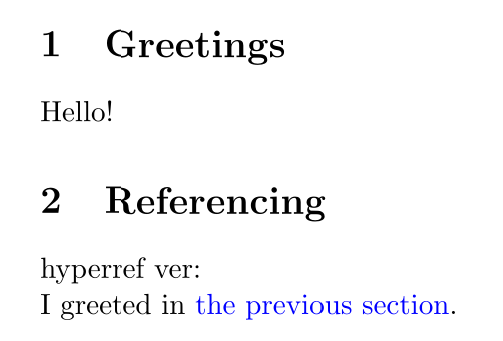 1 Greetings
Hello!
2 Referencing
hyperref ver:
I greeted in the previous section.